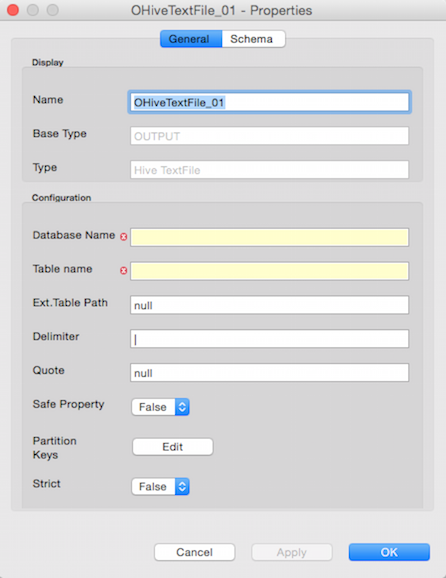 OHiveTextFile_01 - Properties
General Schema
Display
Name OHiveTextFile_01
Base Type OUTPUT
Type Hive TextFile
Configuration
Database Name
Table name
Ext.Table Path null
Delimiter |
Quote null
Safe Property False
Partition
Keys
Edit
Strict False
Cancel Apply OK